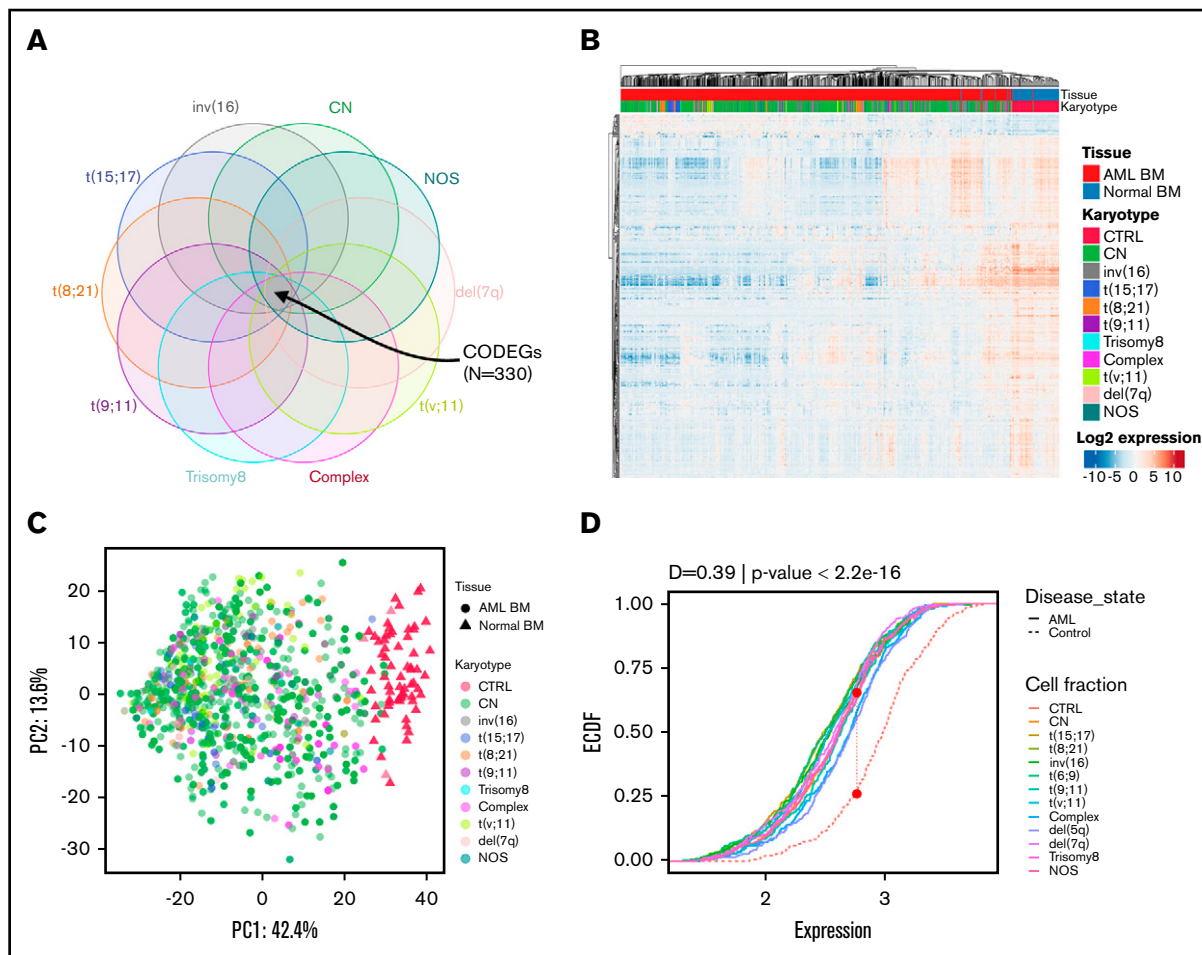 A
inv(16)
CN
t(15;17)
NOS
t(8;21)
del(7q)
CODEGs
(N=330)
t(9;11)
t(v;11)
Trisomy8
Complex
B
Tissue
Karyotype
Tissue
AML BM
Normal BM
Karyotype
CTRL
CN
inv(16)
t(15;17)
t(8;21)
t(9;11)
Trisomy8
Complex
t(v;11)
del(7q)
NOS
Log2 expression
-10 -5 0 5 10
C
PC2: 13.6%
20
10
0
-10
-20
-30
-20 0 20 40
PC1: 42.4%
Tissue
AML BM
Normal BM
Karyotype
CTRL
CN
inv(16)
t(15;17)
t(8;21)
t(9;11)
Trisomy8
Complex
t(v;11)
del(7q)
NOS
D
D=0.39 | p-value < 2.2e-16
ECDF
1.00
0.75
0.50
0.25
0.00
2 3
Expression
Disease_state
AML
Control
Cell fraction
CTRL
CN
t(15;17)
t(8;21)
inv(16)
t(6;9)
t(9;11)
t(v;11)
Complex
del(5q)
del(7q)
Trisomy8
NOS